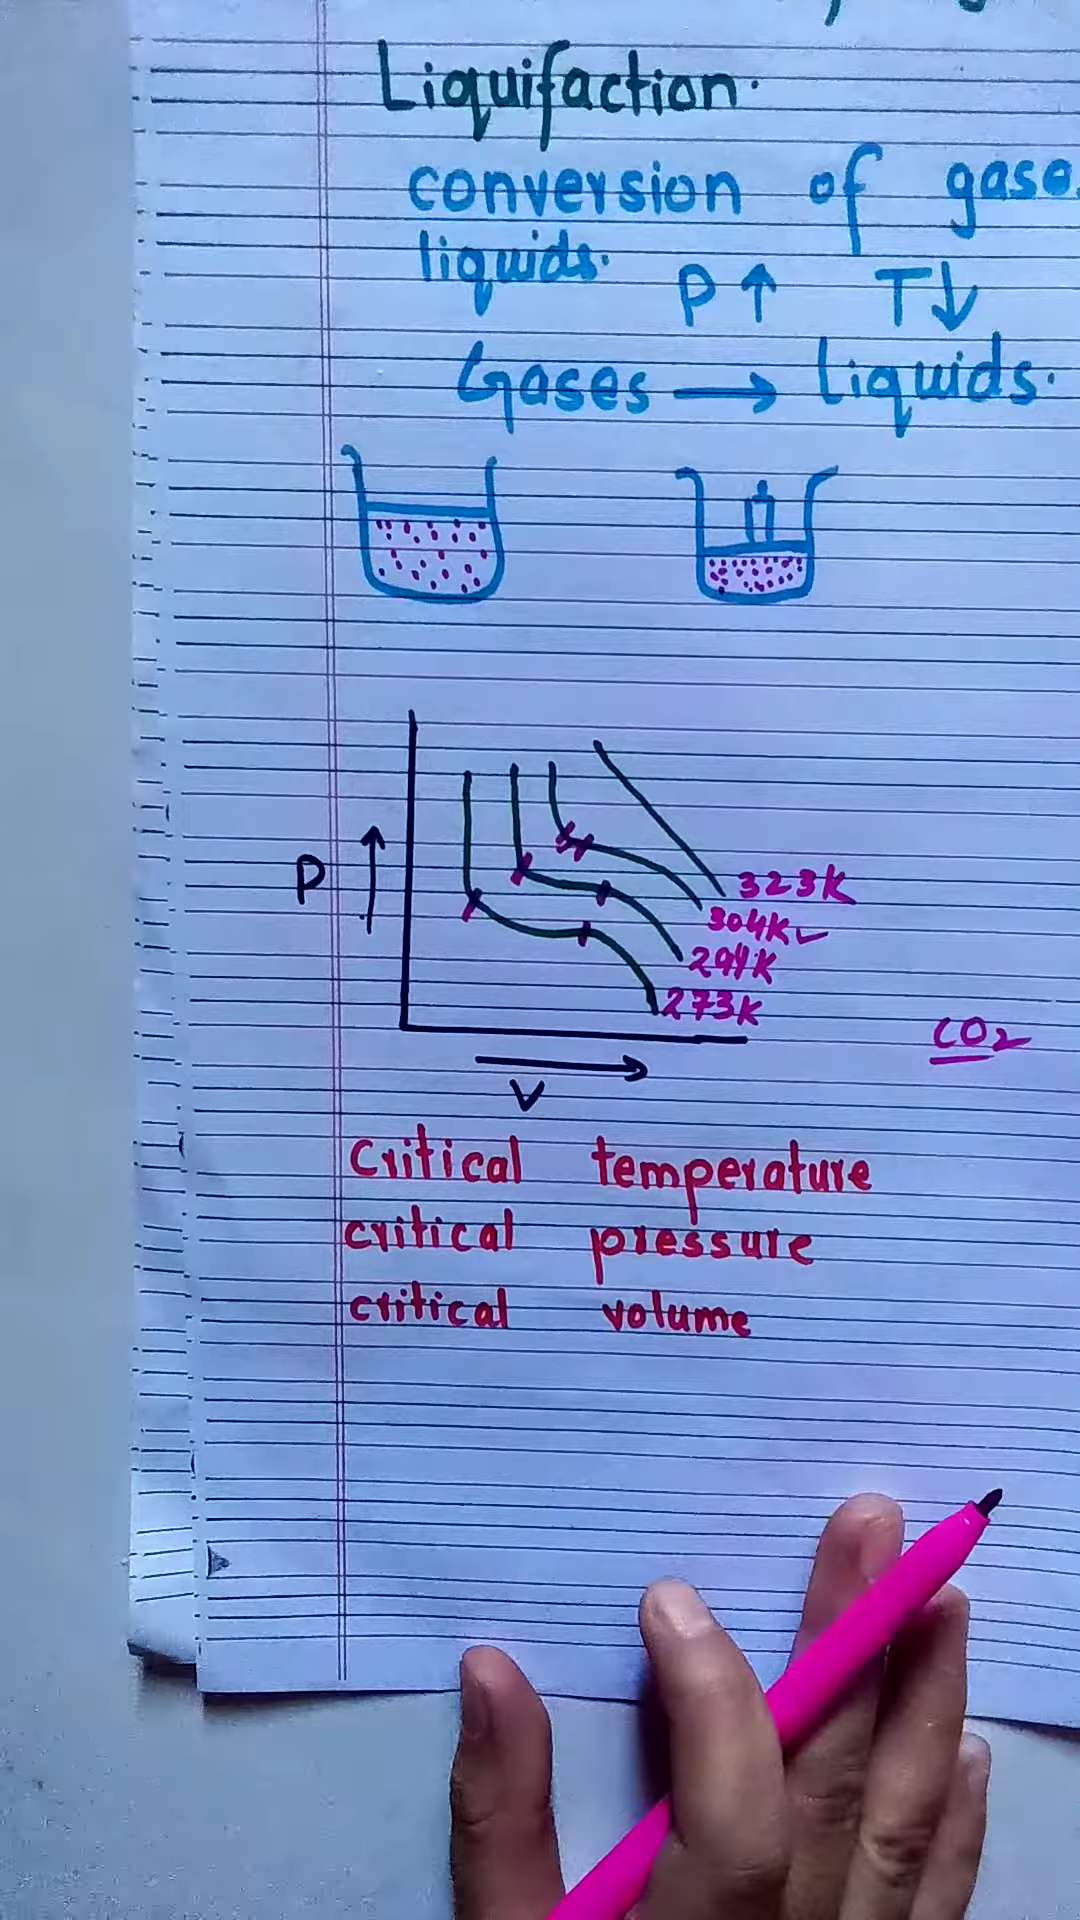 Liquifaction.
conversion of gase
liquids.
P↑ T↓
Gases → liquids.
P ↑
323K
304K✓
294K
273K
CO2
→
V
Critical temperature
critical pressure
critical volume